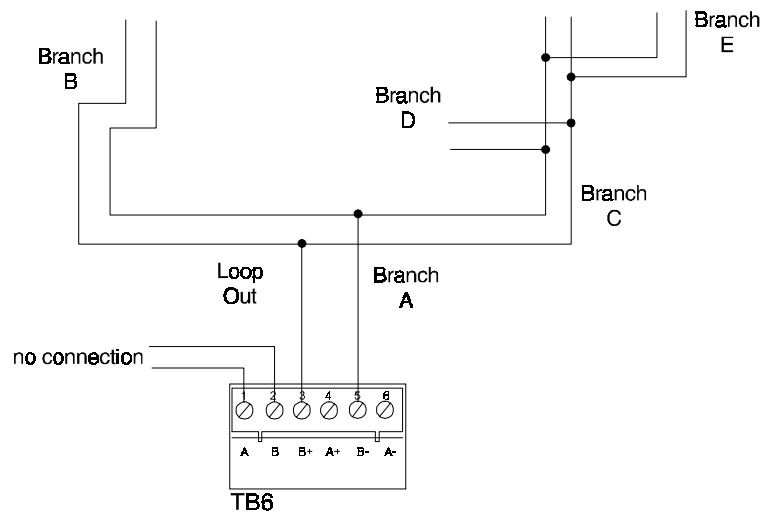 Branch
E
Branch
B
Branch
D
Branch
C
Loop
Out
Branch
A
no connection
1 2 3 4 5 6
A B B+ A+ B- A-
TB6